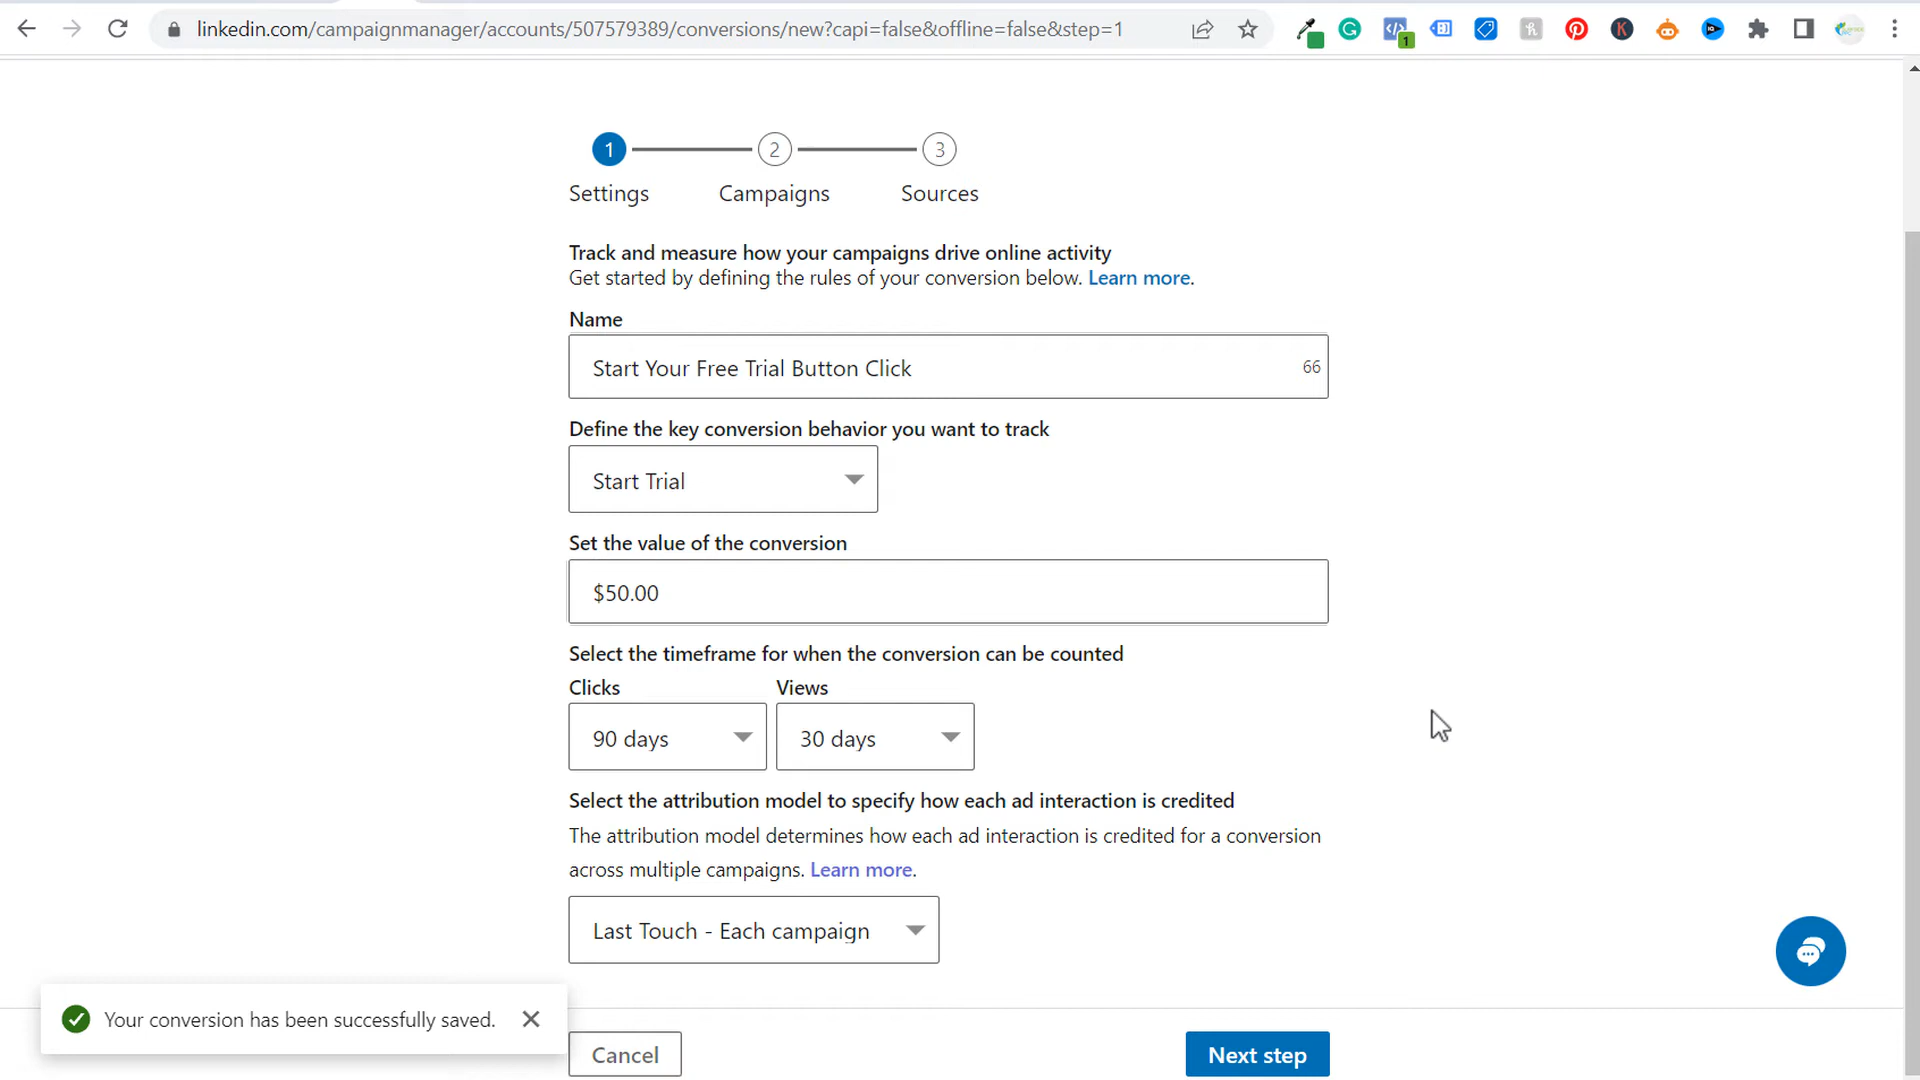 linkedin.com/campaignmanager/accounts/507579389/conversions/new?capi=false&offline=false&step=1
1
1 2 3
Settings Campaigns Sources
Track and measure how your campaigns drive online activity
Get started by defining the rules of your conversion below. Learn more.
Name
Start Your Free Trial Button Click 66
Define the key conversion behavior you want to track
Start Trial
Set the value of the conversion
$50.00
Select the timeframe for when the conversion can be counted
Clicks Views
90 days 30 days
Select the attribution model to specify how each ad interaction is credited
The attribution model determines how each ad interaction is credited for a conversion
across multiple campaigns. Learn more.
Last Touch - Each campaign
Your conversion has been successfully saved.
Cancel Next step